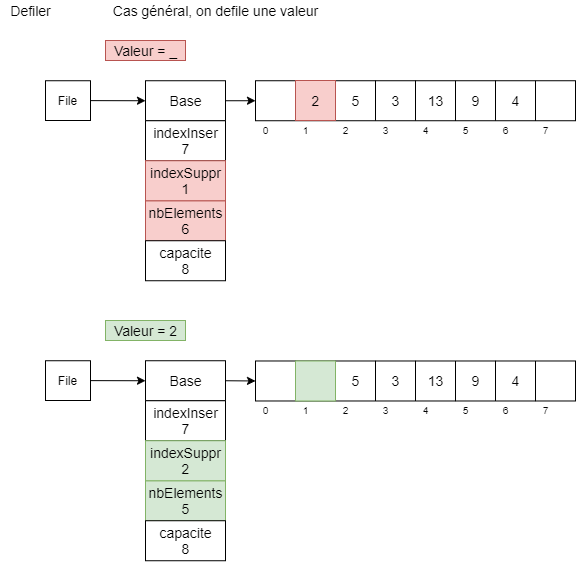 Defiler Cas général, on defile une valeur
Valeur = _
File Base 2 5 3 13 9 4
0 1 2 3 4 5 6 7
indexInser
7
indexSuppr
1
nbElements
6
capacite
8
Valeur = 2
File Base 5 3 13 9 4
0 1 2 3 4 5 6 7
indexInser
7
indexSuppr
2
nbElements
5
capacite
8